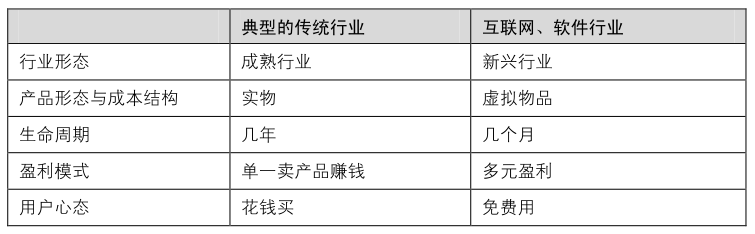 典型的传统行业 互联网、软件行业
行业形态 成熟行业 新兴行业
产品形态与成本结构 实物 虚拟物品
生命周期 几年 几个月
盈利模式 单一卖产品赚钱 多元盈利
用户心态 花钱买 免费用